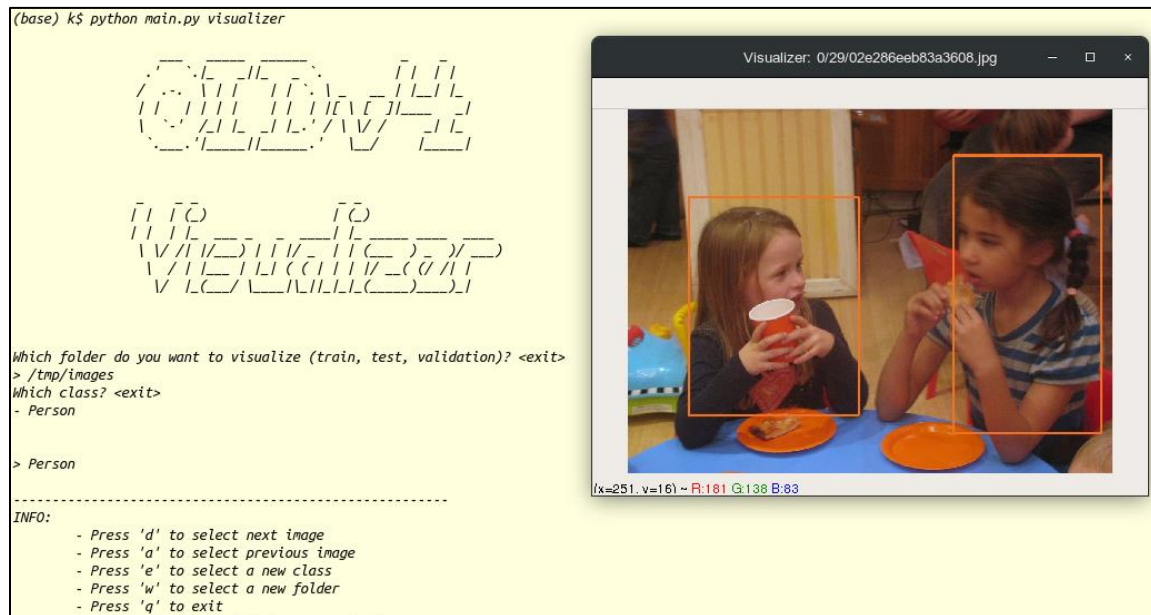 (base) k$ python main.py visualizer
OIDv4
Visualizer
Which folder do you want to visualize (train, test, validation)? <exit>
> /tmp/images
Which class? <exit>
- Person
> Person
--------------------------------------------------------
INFO:
- Press 'd' to select next image
- Press 'a' to select previous image
- Press 'e' to select a new class
- Press 'w' to select a new folder
- Press 'q' to exit
Visualizer: 0/29/02e286eeb83a3608.jpg
(x=251, y=16) ~ R:181 G:138 B:83